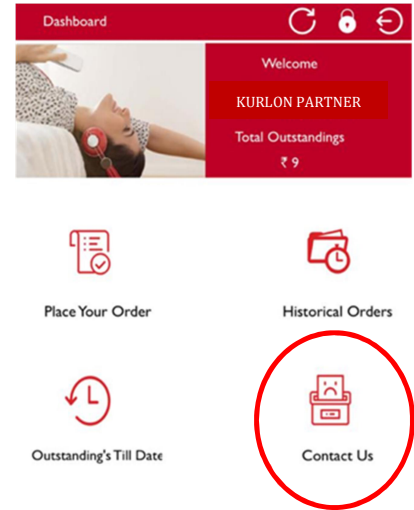 Dashboard
Welcome
KURLON PARTNER
Total Outstandings
₹ 9
Place Your Order
Historical Orders
Outstanding's Till Date
Contact Us